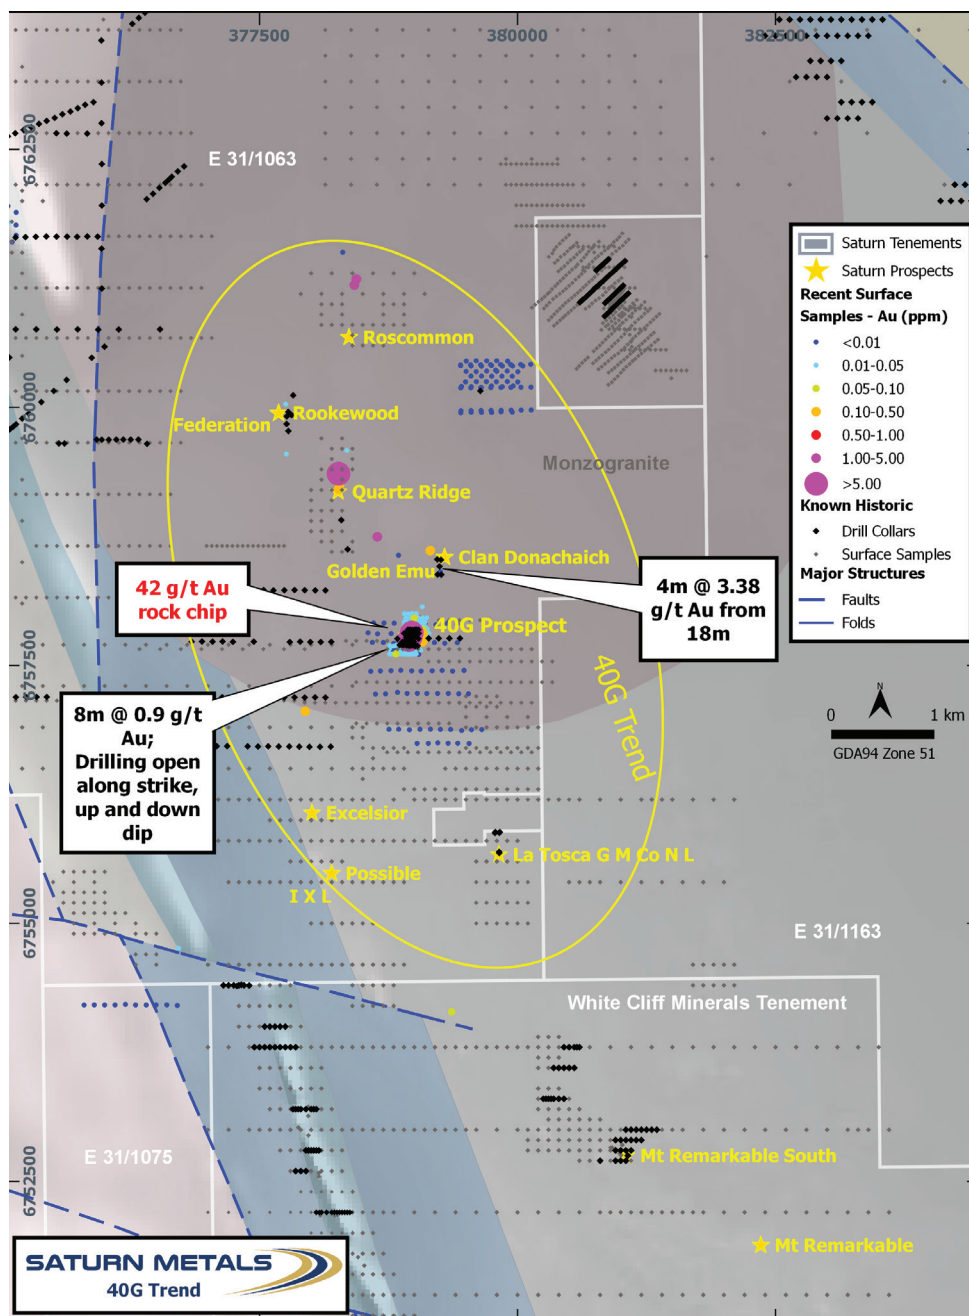 377500
380000
382500
6762500
E 31/1063
Saturn Tenements
Saturn Prospects
Recent Surface
Samples - Au (ppm)
<0.01
0.01-0.05
0.05-0.10
0.10-0.50
0.50-1.00
1.00-5.00
>5.00
Known Historic
Drill Collars
Surface Samples
Major Structures
Faults
Folds
Roscommon
6760000
Rookewood
Federation
Monzogranite
Quartz Ridge
Clan Donachaich
Golden Emu
42 g/t Au
rock chip
4m @ 3.38
g/t Au from
18m
40G Prospect
6757500
40G Trend
N
0 1 km
GDA94 Zone 51
8m @ 0.9 g/t
Au;
Drilling open
along strike,
up and down
dip
Excelsior
La Tosca G M Co N L
Possible
I X L
6755000
E 31/1163
White Cliff Minerals Tenement
E 31/1075
Mt Remarkable South
6752500
Mt Remarkable
SATURN METALS
40G Trend